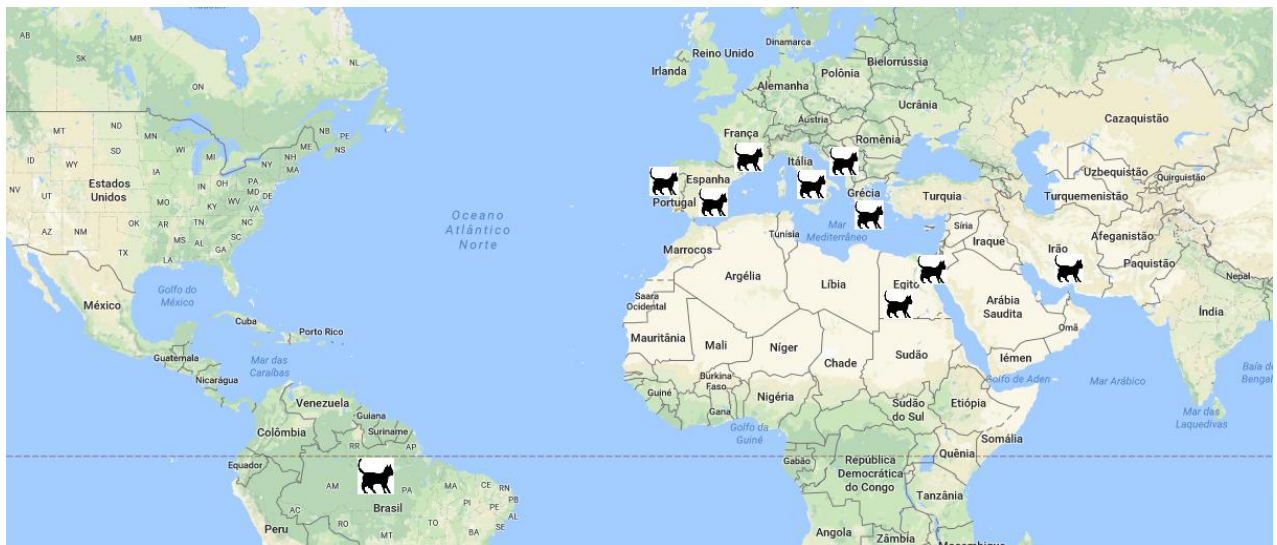 AB
MB
SK
ON
NL
MT
ND
MN
NB
PE
NS
ID
WY
SD
WI
MI
NY
ME
NH
MA
NV
UT
Estados
Unidos
NE
IA
IL
IN
OH
PA
MD
DE
CO
KS
MO
KY
WV
VA
AZ
NM
OK
AR
TN
NC
SC
TX
MS
AL
GA
LA
México
Golfo do
México
Cuba
Porto Rico
Guatemala
Mar das
Caraíbas
Nicarágua
Venezuela
Guiana
Colômbia
Suriname
RR
AP
Equador
AM
PA
MA
CE
RN
PB
PI
AL
SE
AC
RO
TO
BA
MT
Brasil
Peru
Oceano
Atlântico
Norte
Reino Unido
Dinamarca
Irlanda
Bielorrússia
Polónia
Alemanha
Ucrânia
Áustria
França
Roménia
Cazaquistão
Itália
Espanha
Portugal
Grécia
Turquia
Uzbequistão
Quirguistão
Turquemenistão
Mar
Mediterrâneo
Tunísia
Marrocos
Síria
Iraque
Irão
Afeganistão
Paquistão
Nepal
Argélia
Líbia
Egito
Saara
Ocidental
Arábia
Saudita
Omã
Índia
Mauritânia
Mali
Níger
Chade
Sudão
Iémen
Golfo de Aden
Mar Arábico
Baía de
Bengal
Burkina
Faso
Guiné
Gana
Nigéria
Sudão
do Sul
Etiópia
Mar das
Laquedivas
Golfo da
Guiné
Somália
Gabão
República
Democrática
do Congo
Quênia
Tanzânia
Angola
Zâmbia